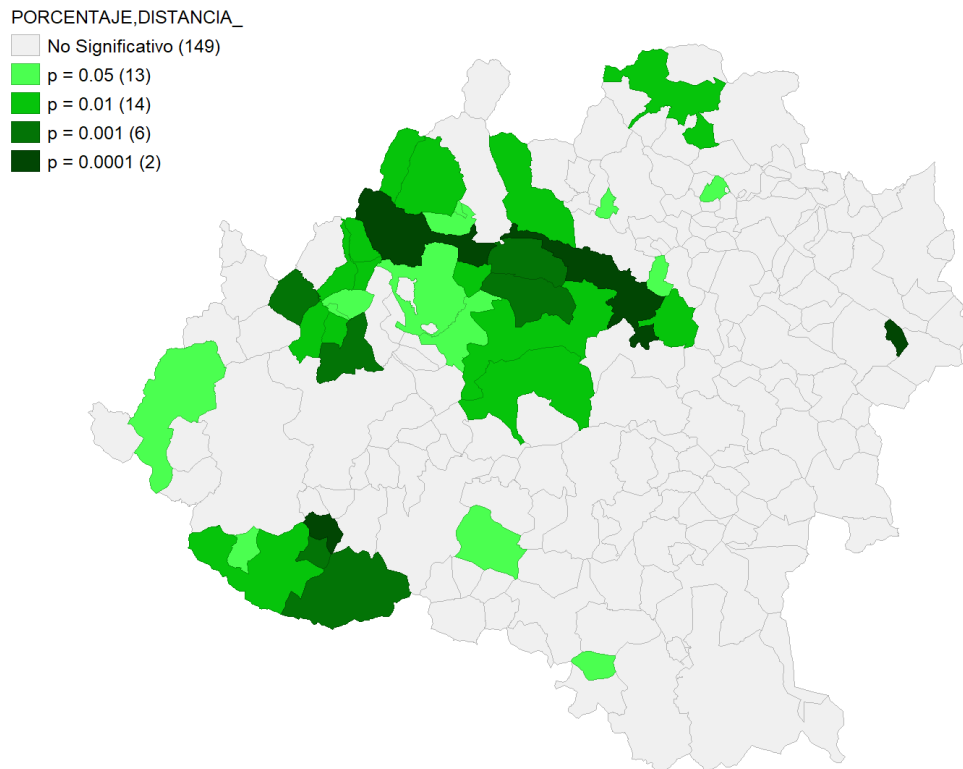 PORCENTAJE,DISTANCIA_
No Significativo (149)
p = 0.05 (13)
p = 0.01 (14)
p = 0.001 (6)
p = 0.0001 (2)